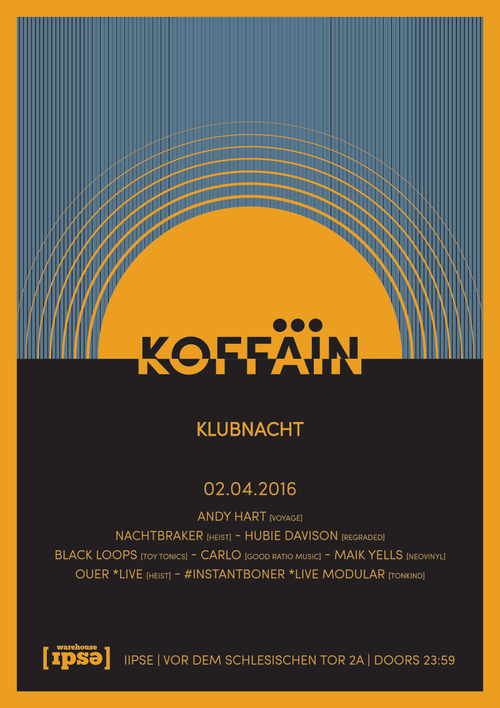 KOFFÄÏN
KLUBNACHT
02.04.2016
ANDY HART [VOYAGE]
NACHTBRAKER [HEIST] - HUBIE DAVISON [REGRADED]
BLACK LOOPS [TOY TONICS] - CARLO [GOOD RATIO MUSIC] - MAIK YELLS [NEOVINYL]
OUER *LIVE [HEIST] - #INSTANTBONER *LIVE MODULAR [TONKIND]
warehouse
[ɪpsə] IIPSE | VOR DEM SCHLESISCHEN TOR 2A | DOORS 23:59